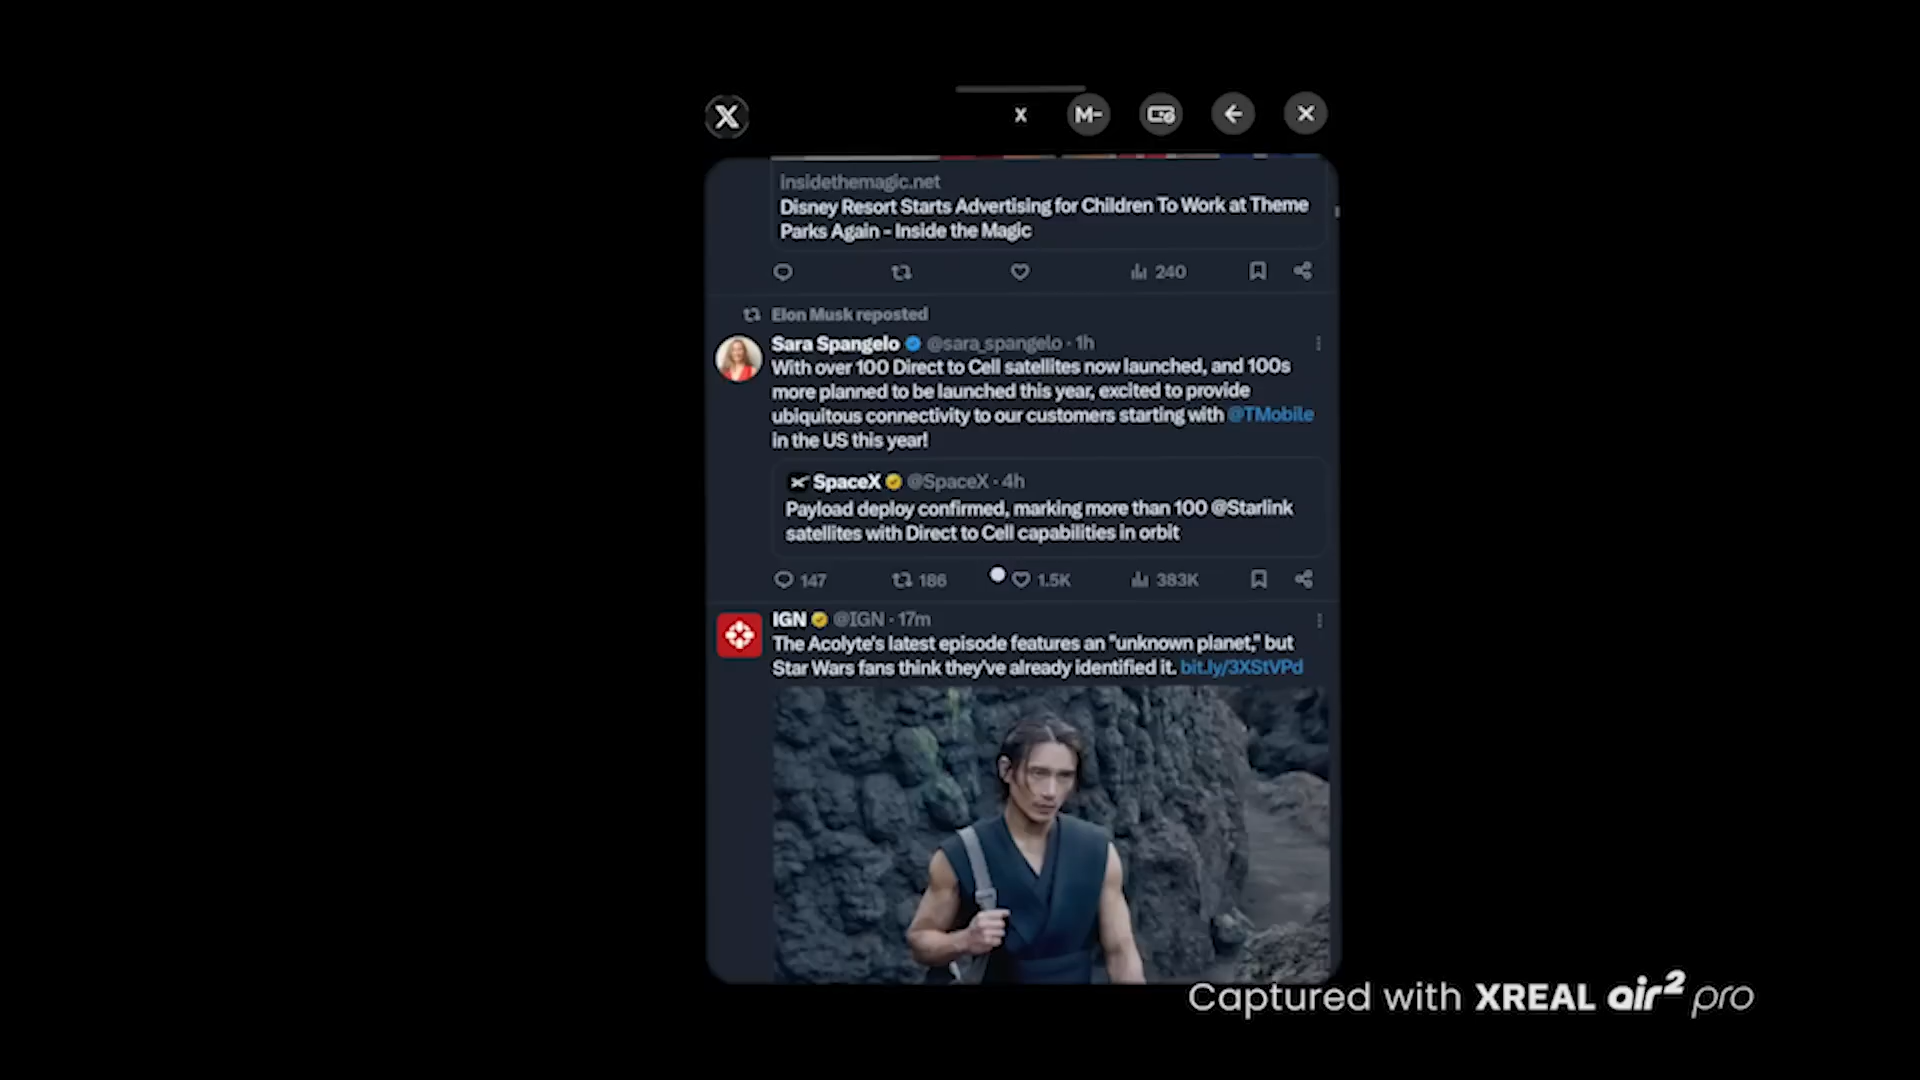 X
M-
insidethemagic.net
Disney Resort Starts Advertising for Children To Work at Theme
Parks Again - Inside the Magic
240
Elon Musk reposted
Sara Spangelo @sara_spangelo · 1h
With over 100 Direct to Cell satellites now launched, and 100s
more planned to be launched this year, excited to provide
ubiquitous connectivity to our customers starting with @TMobile
in the US this year!
SpaceX @SpaceX · 4h
Payload deploy confirmed, marking more than 100 @Starlink
satellites with Direct to Cell capabilities in orbit
147 186 1.5K 383K
IGN @IGN · 17m
The Acolyte's latest episode features an "unknown planet," but
Star Wars fans think they've already identified it. bit.ly/3XStVPd
Captured with XREAL air2 pro